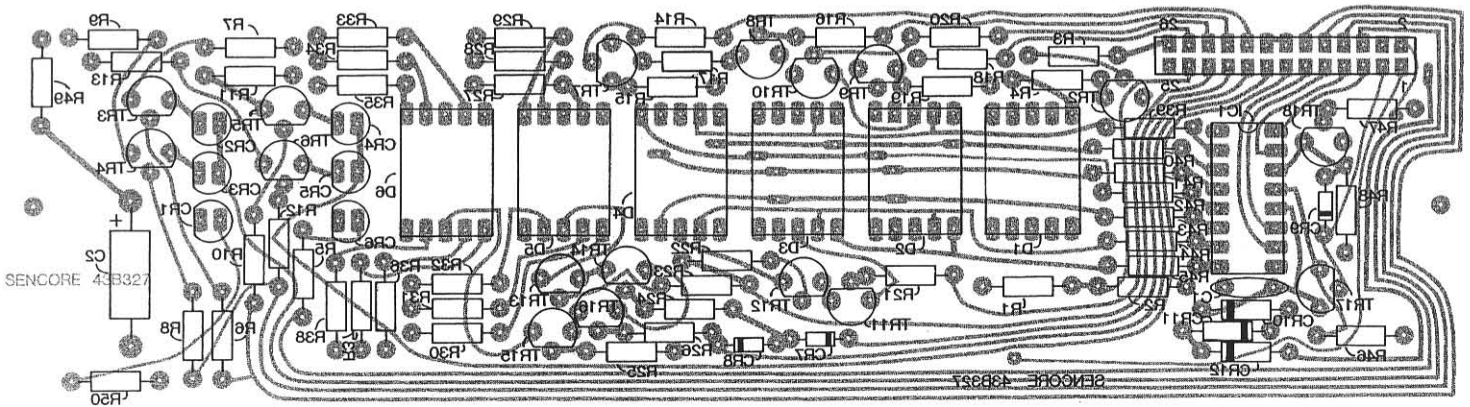 R9
R7
R33
R29
R14
TR8
R16
R20
R3
26
2
R13
R34
R28
R17
R18
R49
R11
R35
R27
TR7
R15
TR10
TR9
R19
R4
TR2
25
1
TR3
TR5
CR2
TR6
CR4
R39
IC1
TR18
R47
TR4
CR3
CR5
D6
R40
R41
R42
R43
R44
R45
R48
CR9
CR1
R12
D4
C2
+
R10
R5
CR6
D5
TR14
R22
D3
D2
D1
SENCORE 43B327
R36
R32
R23
TR13
R31
TR16
R24
TR12
R21
R1
R2
C1
CR11
CR10
TR17
R8
R6
R38
R37
R30
TR15
R26
CR8
CR7
TR11
CR12
R46
R50
R25
SENCORE 43B327